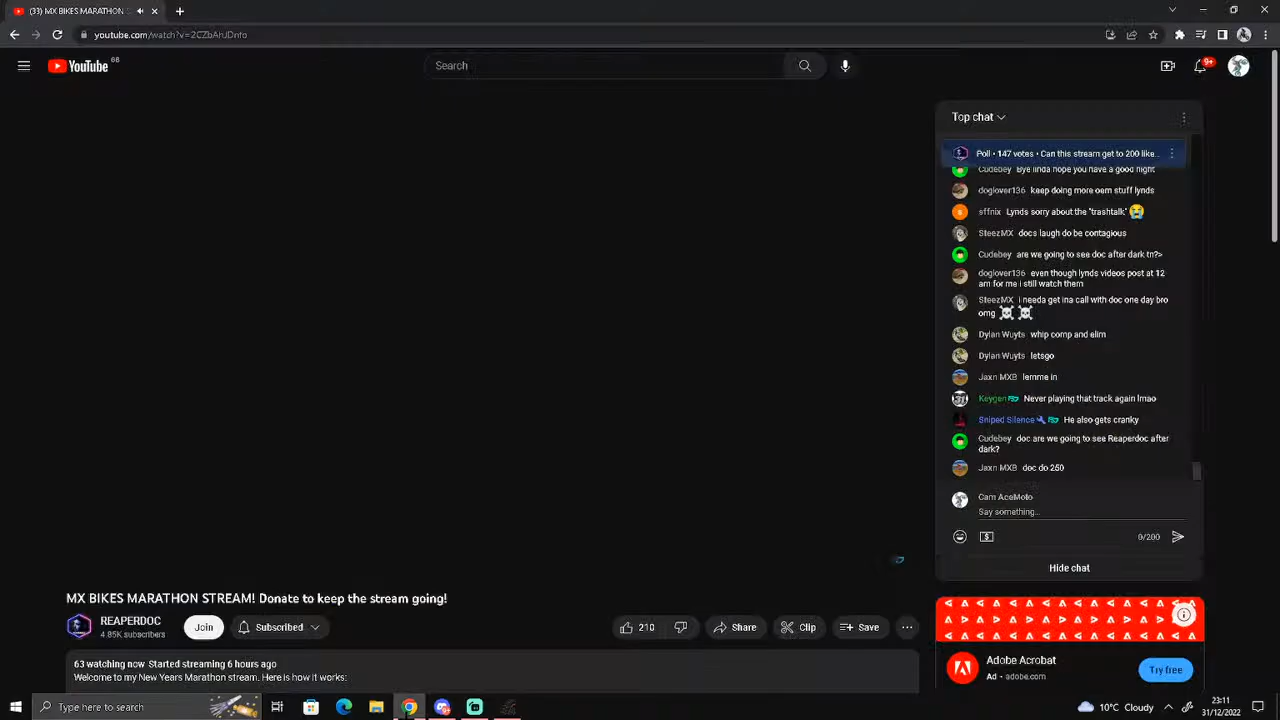 (33) MX BIKES MARATHON S
youtube.com/watch?v=
YouTube GB
Search
9+
Top chat
Poll • 147 votes • Can this stream get to 200 like...
Cudebey Bye linda hope you have a good night
doglover136 keep doing more oem stuff lynds
sffnix Lynds sorry about the "trashtalk" 😭
SteezMX docs laugh do be contagious
Cudebey are we going to see doc after dark tn?>
doglover136 even though lynds videos post at 12
am for me i still watch them
SteezMX i needa get ina call with doc one day bro
omg ☠️ ☠️
Dylan Wuyts whip comp and elim
Dylan Wuyts letsgo
Jaxn MXB lemme in
Keygen Never playing that track again lmao
Sniped Silence He also gets cranky
Cudebey doc are we going to see Reaperdoc after
dark?
Jaxn MXB doc do 250
Cam AceMoto
Say something...
0/200
Hide chat
MX BIKES MARATHON STREAM! Donate to keep the stream going!
REAPERDOC
4.85K subscribers
Join
Subscribed
210
Share
Clip
Save
63 watching now Started streaming 6 hours ago
Welcome to my New Years Marathon stream. Here is how it works:
Adobe Acrobat
Ad • adobe.com
Try free
Type here to search
10°C Cloudy
23:11
31/12/2022